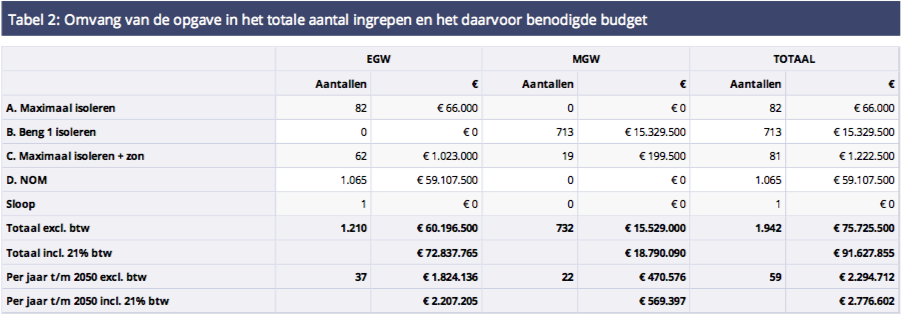 Tabel 2: Omvang van de opgave in het totale aantal ingrepen en het daarvoor benodigde budget
EGW MGW TOTAAL
Aantallen € Aantallen € Aantallen €
A. Maximaal isoleren 82 € 66.000 0 € 0 82 € 66.000
B. Beng 1 isoleren 0 € 0 713 € 15.329.500 713 € 15.329.500
C. Maximaal isoleren + zon 62 € 1.023.000 19 € 199.500 81 € 1.222.500
D. NOM 1.065 € 59.107.500 0 € 0 1.065 € 59.107.500
Sloop 1 € 0 0 € 0 1 € 0
Totaal excl. btw 1.210 € 60.196.500 732 € 15.529.000 1.942 € 75.725.500
Totaal incl. 21% btw € 72.837.765 € 18.790.090 € 91.627.855
Per jaar t/m 2050 excl. btw 37 € 1.824.136 22 € 470.576 59 € 2.294.712
Per jaar t/m 2050 incl. 21% btw € 2.207.205 € 569.397 € 2.776.602